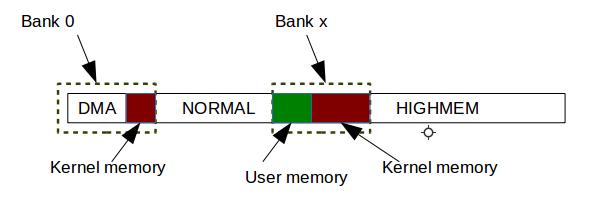 Bank 0
Bank x
DMA
NORMAL
HIGHMEM
Kernel memory
User memory
Kernel memory